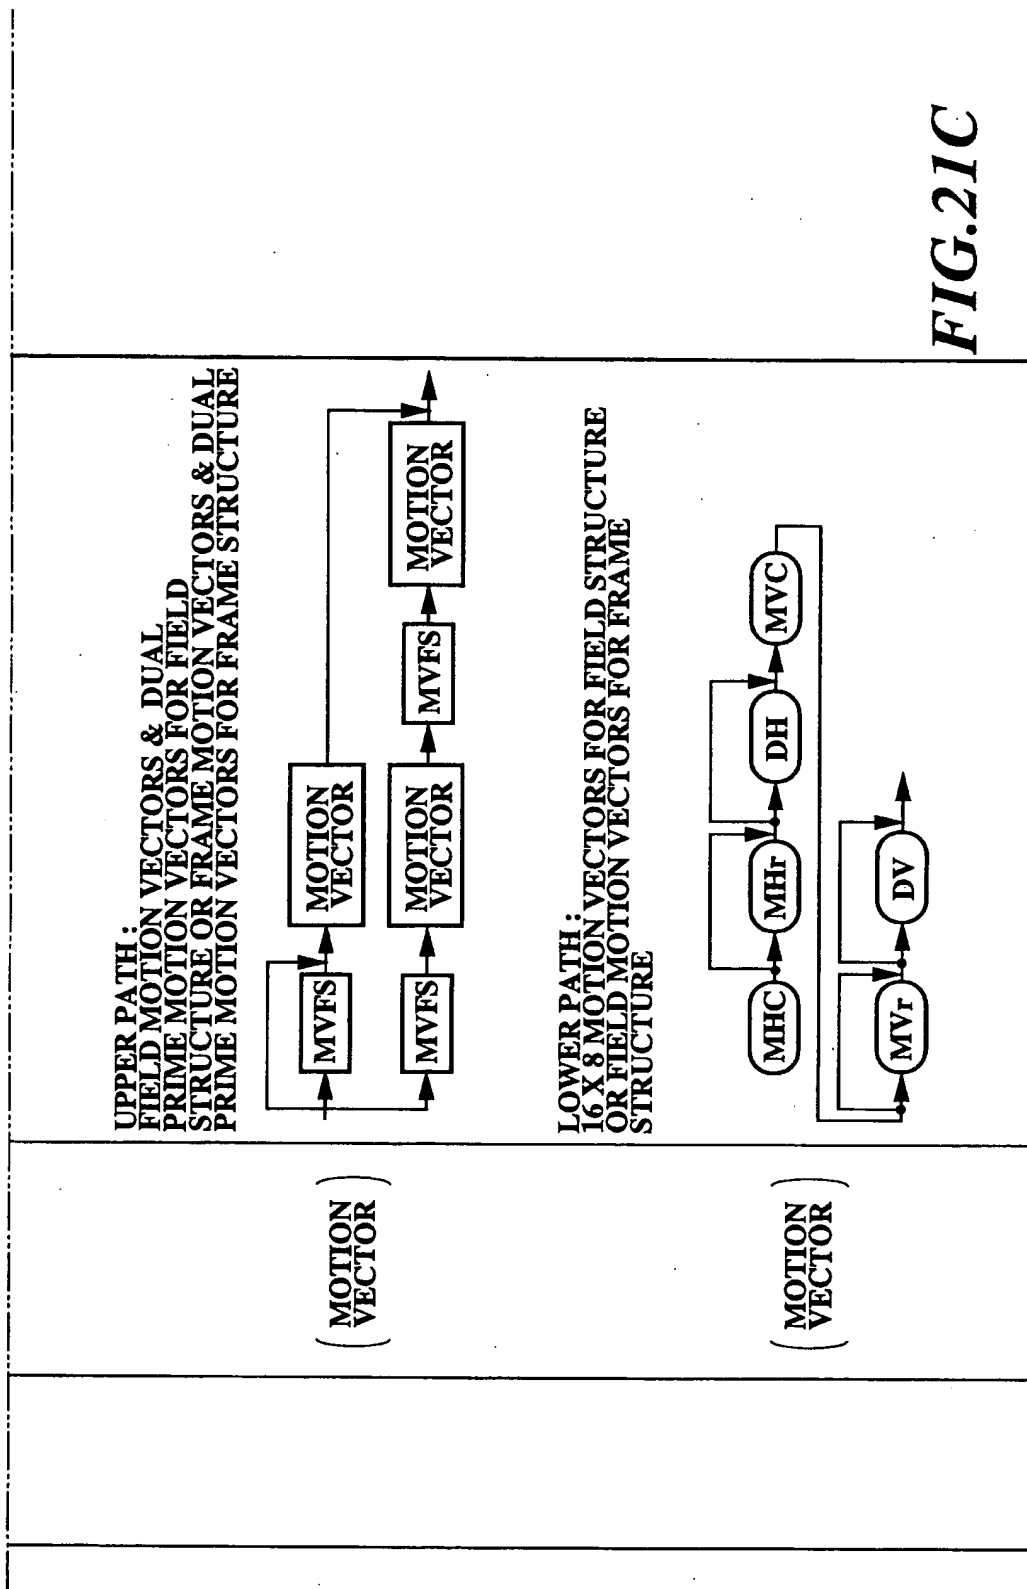 UPPER PATH :
FIELD MOTION VECTORS & DUAL
PRIME MOTION VECTORS FOR FIELD
STRUCTURE OR FRAME MOTION VECTORS & DUAL
PRIME MOTION VECTORS FOR FRAME STRUCTURE
(MOTION
VECTOR)
MVFS
MOTION
VECTOR
MVFS
MOTION
VECTOR
MVFS
MOTION
VECTOR
LOWER PATH :
16 X 8 MOTION VECTORS FOR FIELD STRUCTURE
OR FIELD MOTION VECTORS FOR FRAME
STRUCTURE
(MOTION
VECTOR)
MHC
MHr
DH
MVC
MVr
DV
FIG.21C